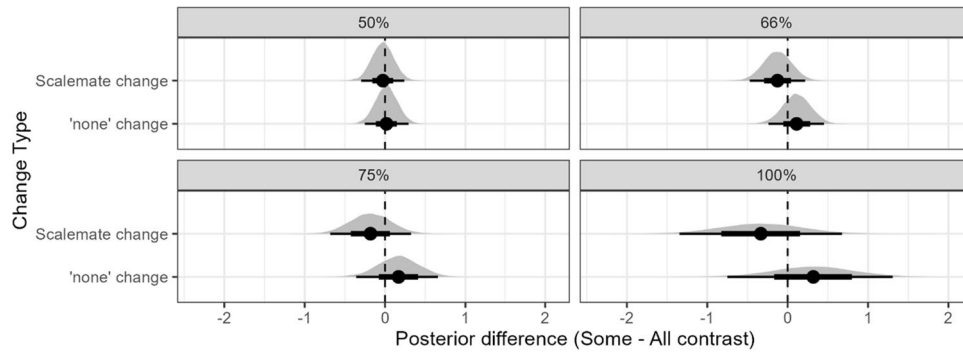 50%
66%
Scalemate change
'none' change
75%
100%
Scalemate change
'none' change
Change Type
-2 -1 0 1 2 -2 -1 0 1 2
Posterior difference (Some - All contrast)